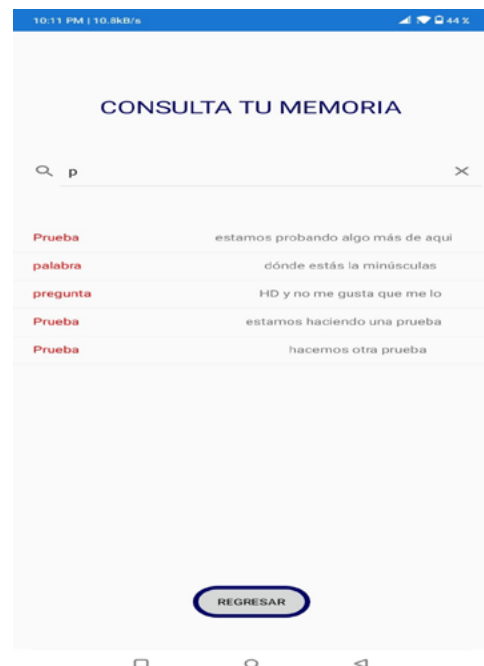 10:11 PM | 10.8kB/s 44 %
CONSULTA TU MEMORIA
p
Prueba estamos probando algo más de aqui
palabra dónde estás la minúsculas
pregunta HD y no me gusta que me lo
Prueba estamos haciendo una prueba
Prueba hacemos otra prueba
REGRESAR